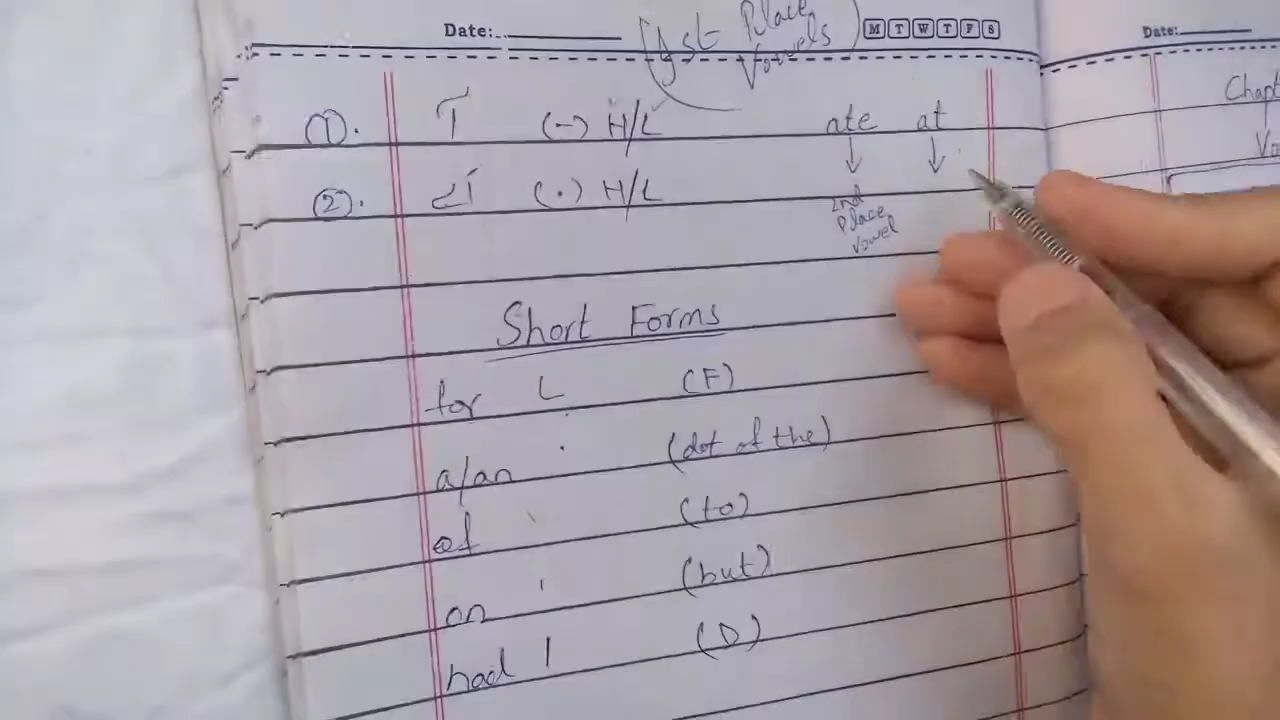 Date:
(1st Place Vowels)
M T W T F S
Date:
Chapt
①. (–) H/L ate at
Vo
②. (.) H/L 2nd Place Vowel
Short Forms
for (F)
a/an (dot of the)
of (to)
on (but)
had (D)